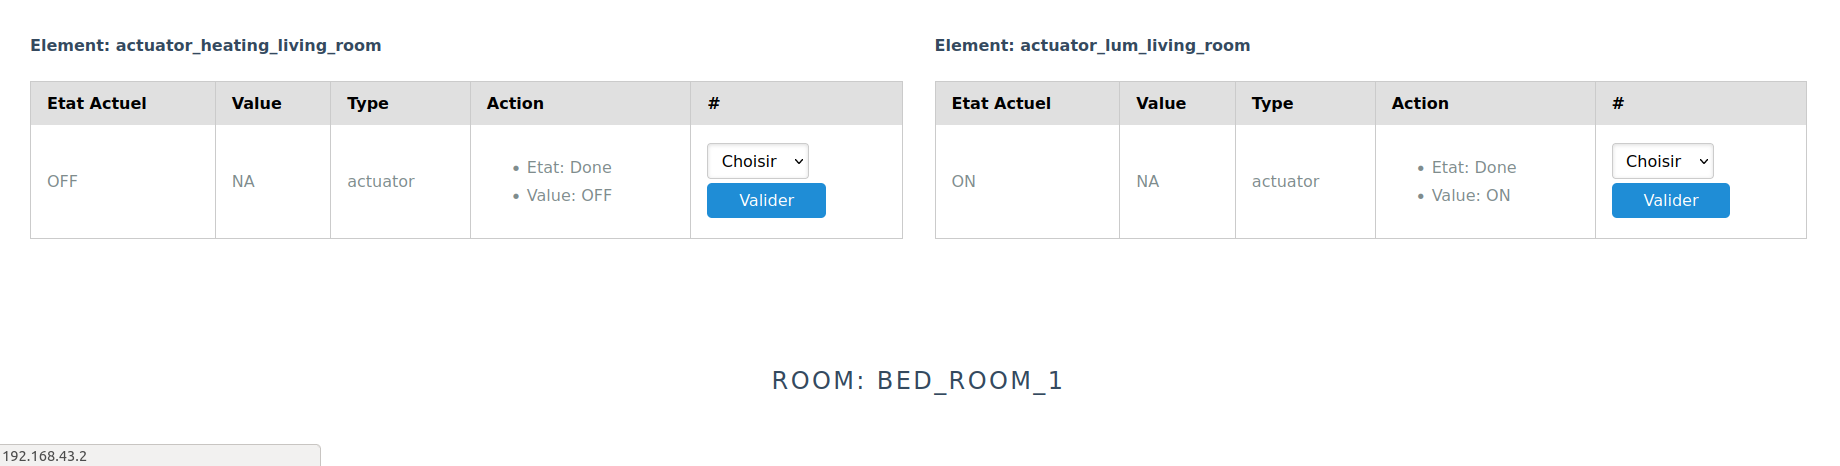 Element: actuator_heating_living_room
Etat Actuel Value Type Action #
OFF NA actuator
Etat: Done
Value: OFF
Choisir
Valider
Element: actuator_lum_living_room
Etat Actuel Value Type Action #
ON NA actuator
Etat: Done
Value: ON
Choisir
Valider
ROOM: BED_ROOM_1
192.168.43.2